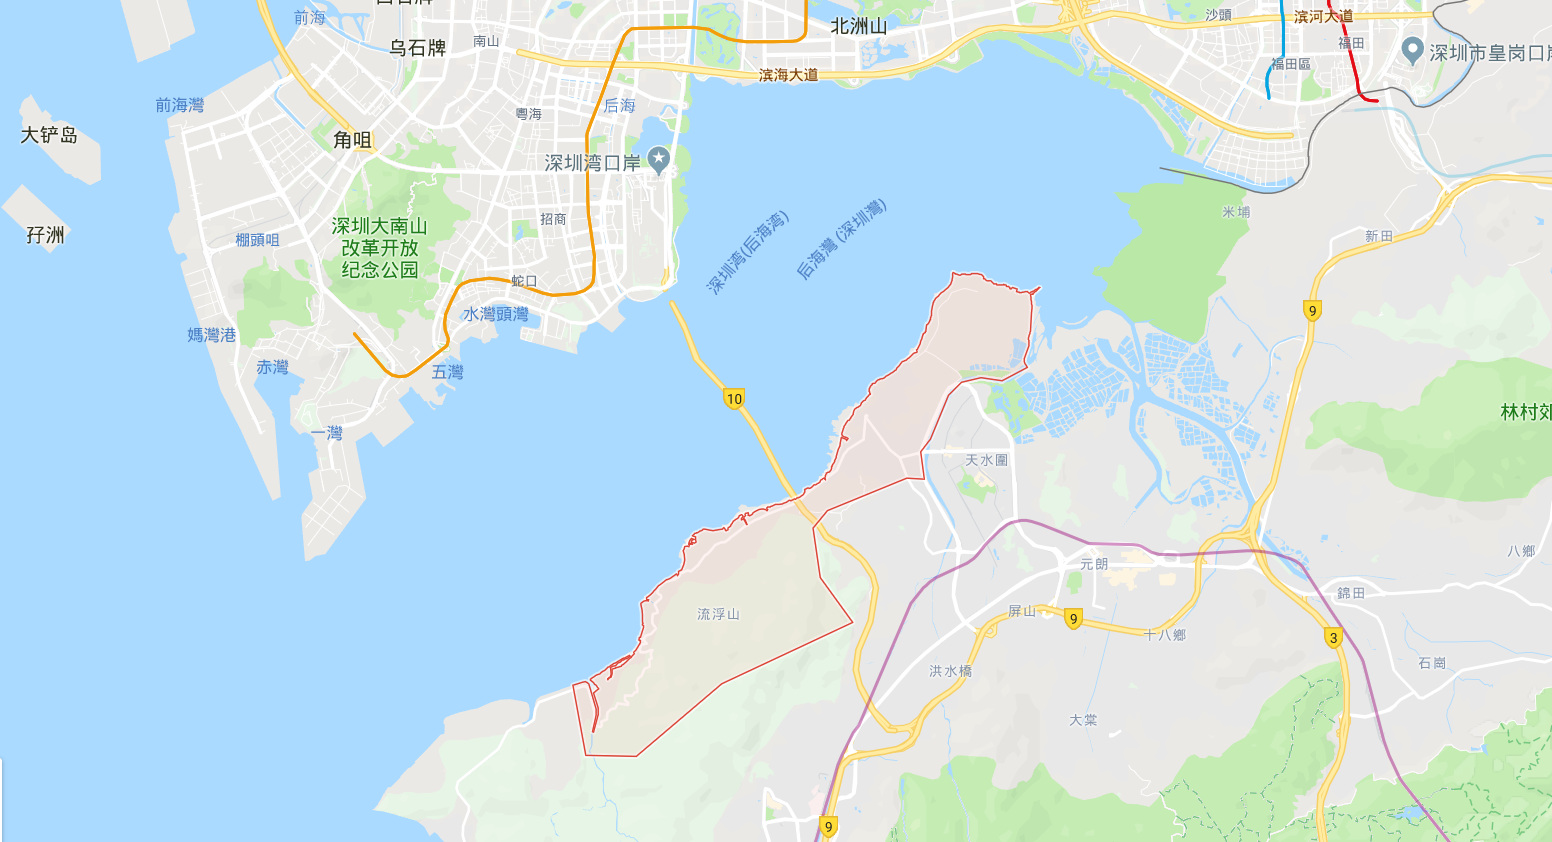 前海
北洲山
沙頭
滨河大道
乌石牌
南山
福田
深圳市皇岗口岸
福田區
滨海大道
前海灣
后海
粵海
大铲岛
角咀
深圳湾口岸
孖洲
深圳大南山
改革开放
纪念公园
棚頭咀
招商
深圳湾(后海湾)
后海灣 (深圳灣)
米埔
新田
蛇口
水灣頭灣
媽灣港
9
赤灣
五灣
10
一灣
林村郊
天水圍
八鄉
元朗
錦田
流浮山
屏山
9
十八鄉
3
石崗
洪水橋
大棠
9